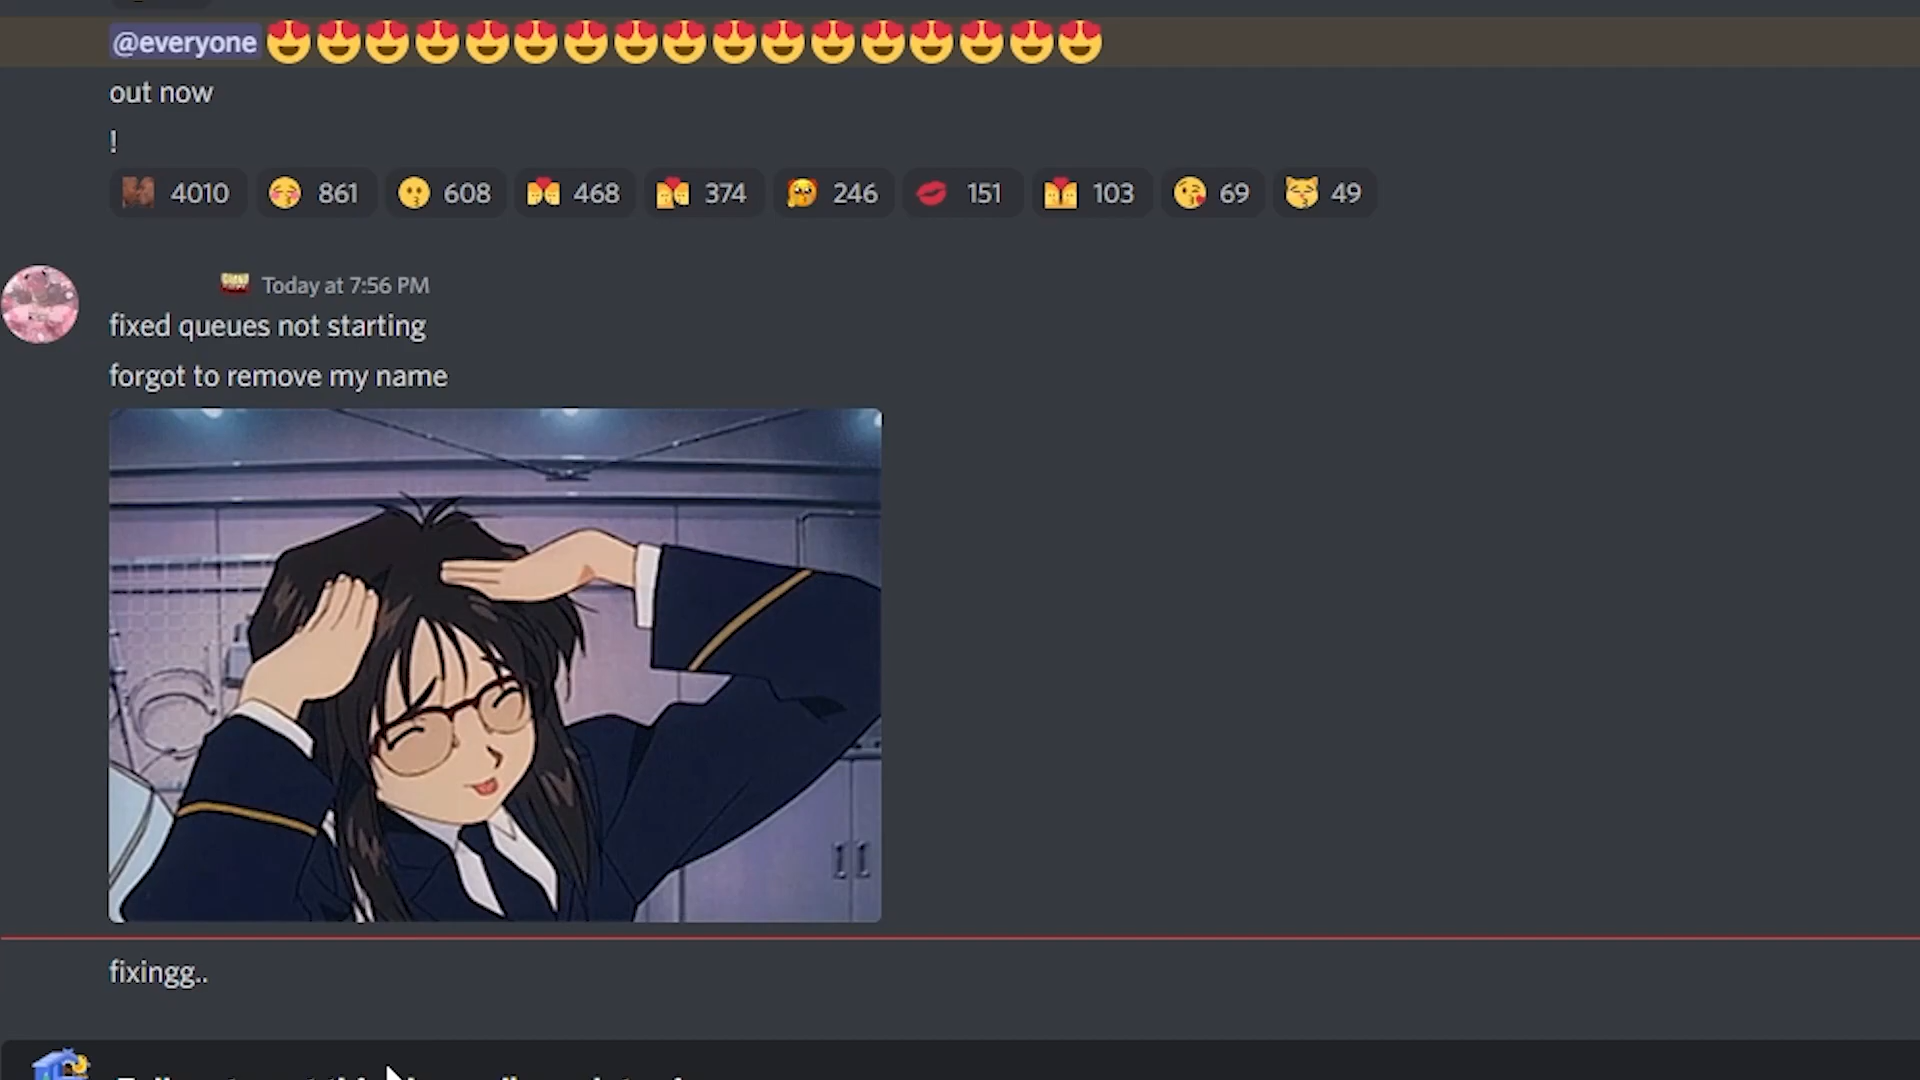 @everyone
out now
!
4010 861 608 468 374 246 151 103 69 49
Today at 7:56 PM
fixed queues not starting
forgot to remove my name
fixingg..